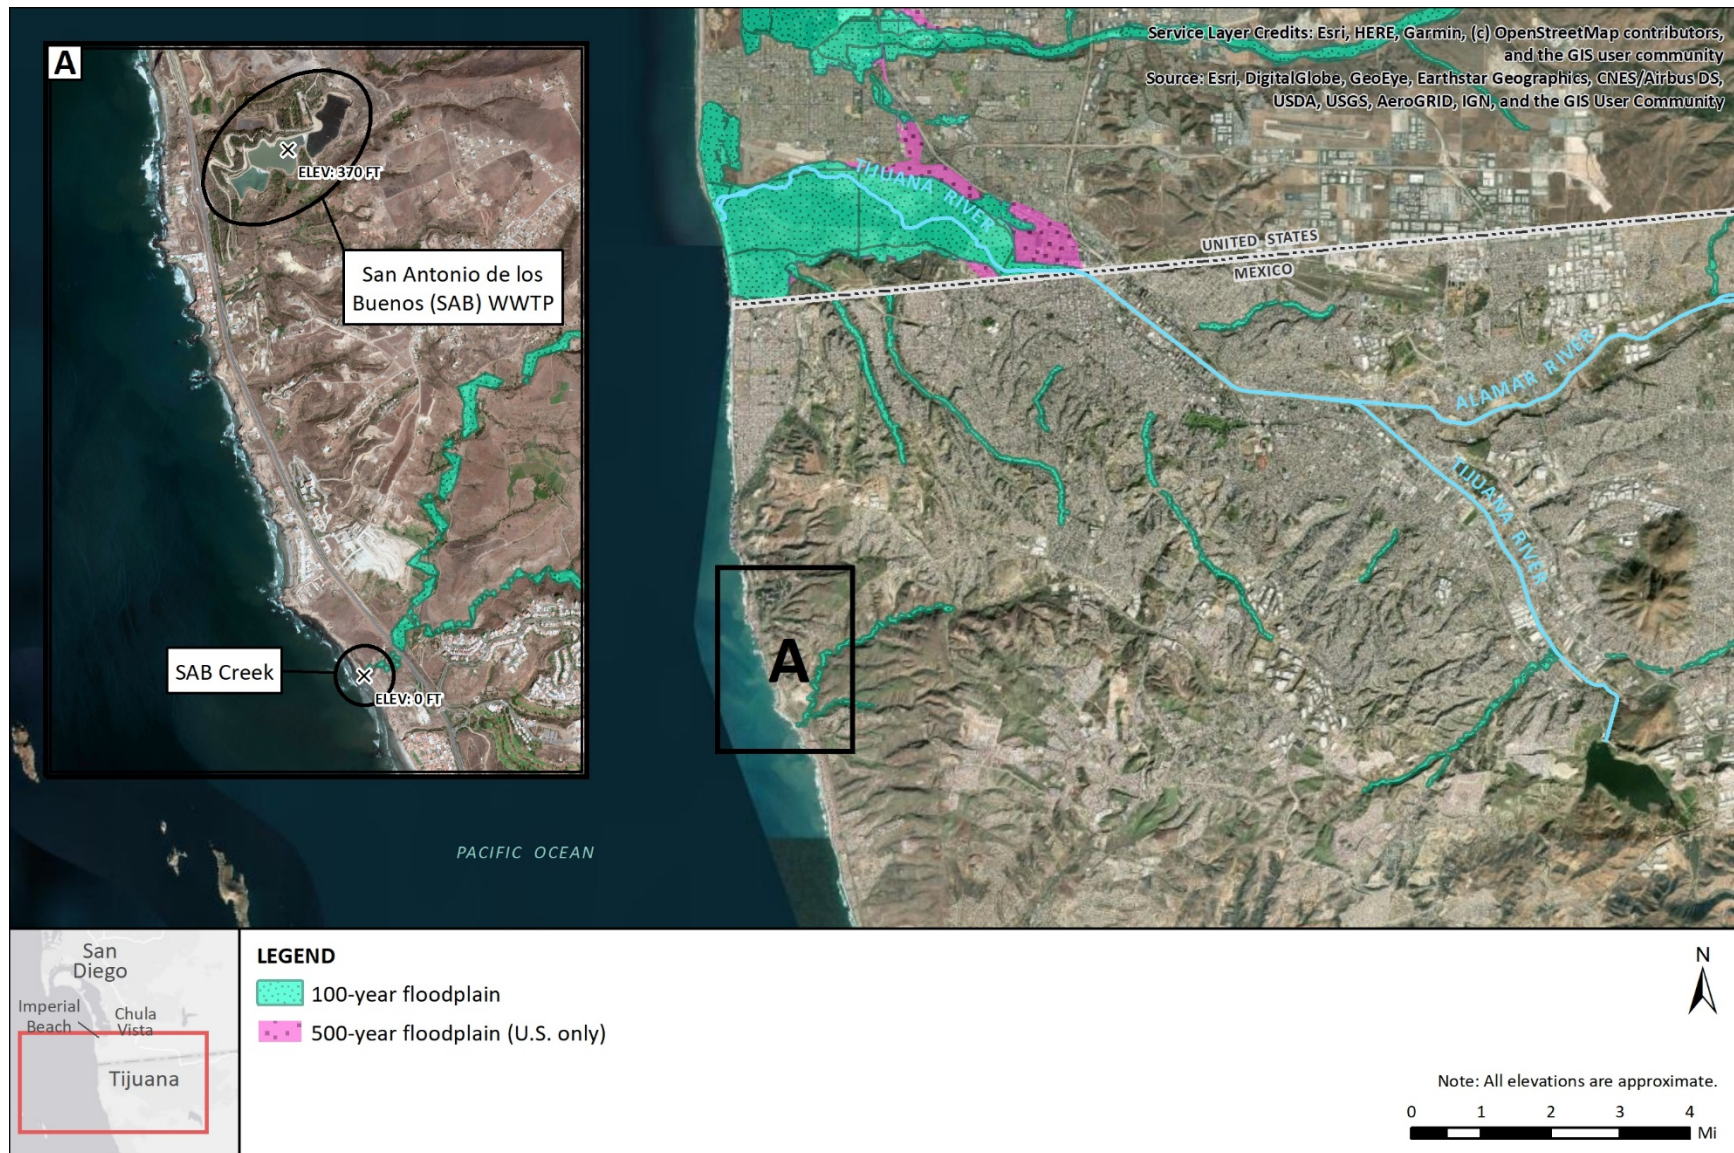 A
ELEV: 370 FT
San Antonio de los
Buenos (SAB) WWTP
SAB Creek
ELEV: 0 FT
Service Layer Credits: Esri, HERE, Garmin, (c) OpenStreetMap contributors,
and the GIS user community
Source: Esri, DigitalGlobe, GeoEye, Earthstar Geographics, CNES/Airbus DS,
USDA, USGS, AeroGRID, IGN, and the GIS User Community
TIJUANA RIVER
UNITED STATES
MEXICO
ALAMAR RIVER
TIJUANA RIVER
A
PACIFIC OCEAN
San
Diego
Imperial
Beach
Chula
Vista
Tijuana
LEGEND
100-year floodplain
500-year floodplain (U.S. only)
N
Note: All elevations are approximate.
0 1 2 3 4
Mi